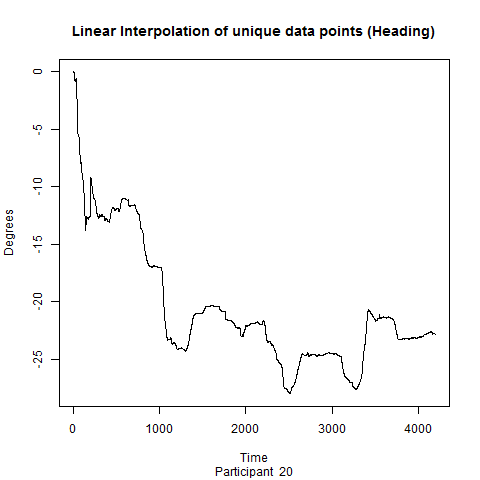 Linear Interpolation of unique data points (Heading)
Degrees
0
-5
-10
-15
-20
-25
0 1000 2000 3000 4000
Time
Participant 20